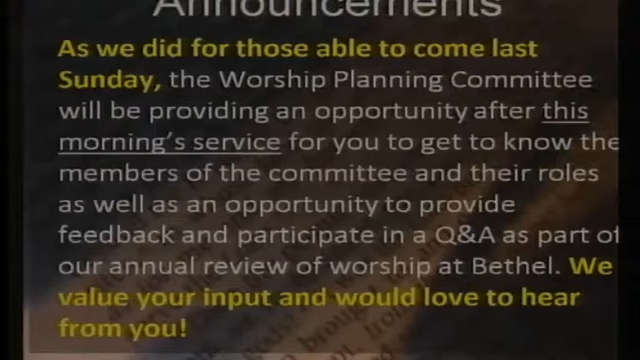 Announcements
As we did for those able to come last
Sunday, the Worship Planning Committee
will be providing an opportunity after this
morning's service for you to get to know the
members of the committee and their roles
as well as an opportunity to provide
feedback and participate in a Q&A as part of
our annual review of worship at Bethel. We
value your input and would love to hear
from you!